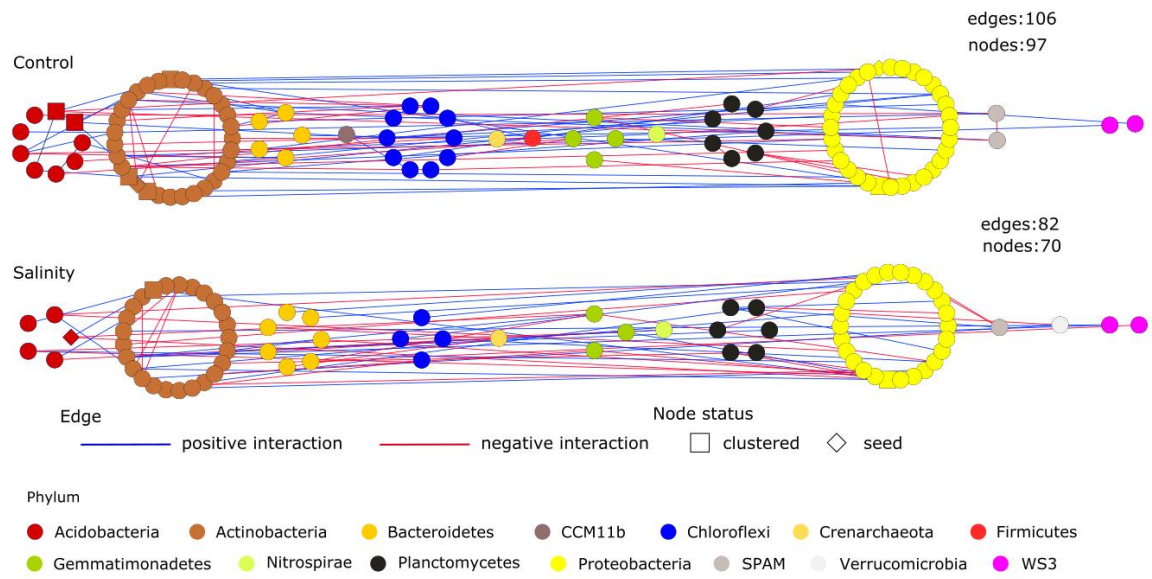 edges:106
nodes:97
Control
edges:82
nodes:70
Salinity
Edge
Node status
positive interaction negative interaction clustered seed
Phylum
Acidobacteria Actinobacteria Bacteroidetes CCM11b Chloroflexi Crenarchaeota Firmicutes
Gemmatimonadetes Nitrospirae Planctomycetes Proteobacteria SPAM Verrucomicrobia WS3